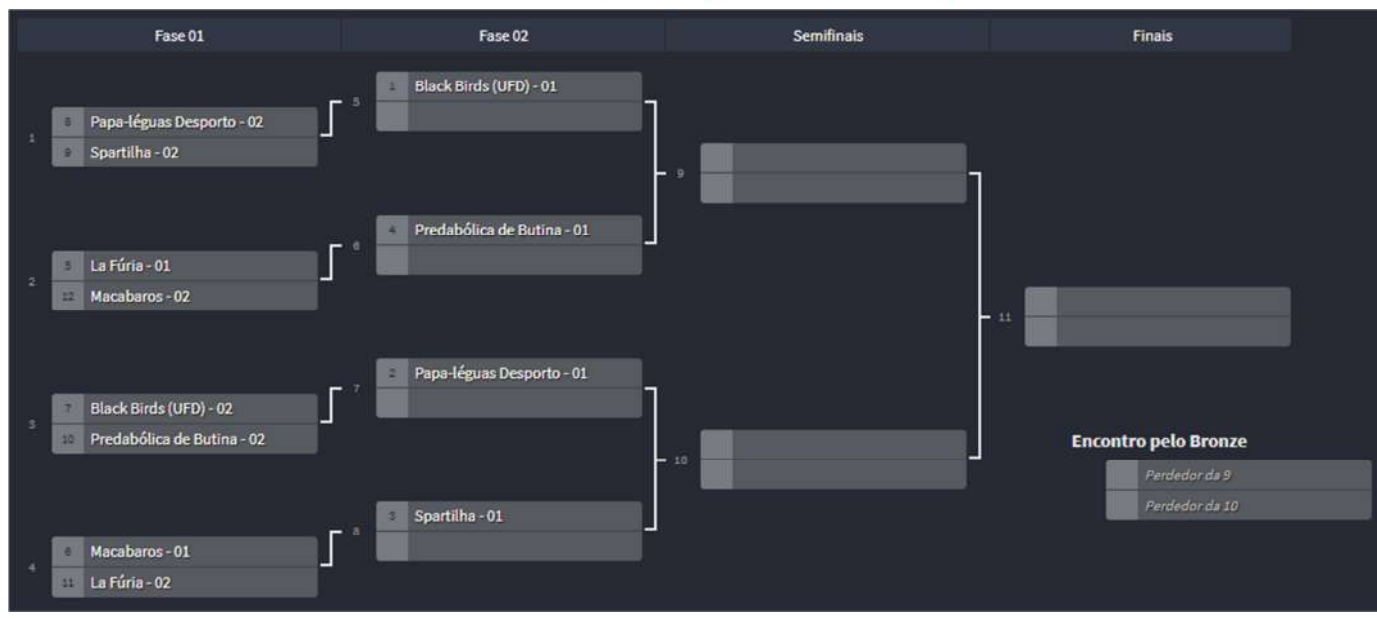 Fase 01
Fase 02
Semifinais
Finais
1
8 Papa-léguas Desporto - 02
9 Spartilha - 02
2
5 La Fúria - 01
12 Macabaros - 02
3
7 Black Birds (UFD) - 02
10 Predabólica de Butina - 02
4
6 Macabaros - 01
11 La Fúria - 02
5
1 Black Birds (UFD) - 01
6
4 Predabólica de Butina - 01
7
2 Papa-léguas Desporto - 01
8
3 Spartilha - 01
9
10
11
Encontro pelo Bronze
Perdedor da 9
Perdedor da 10